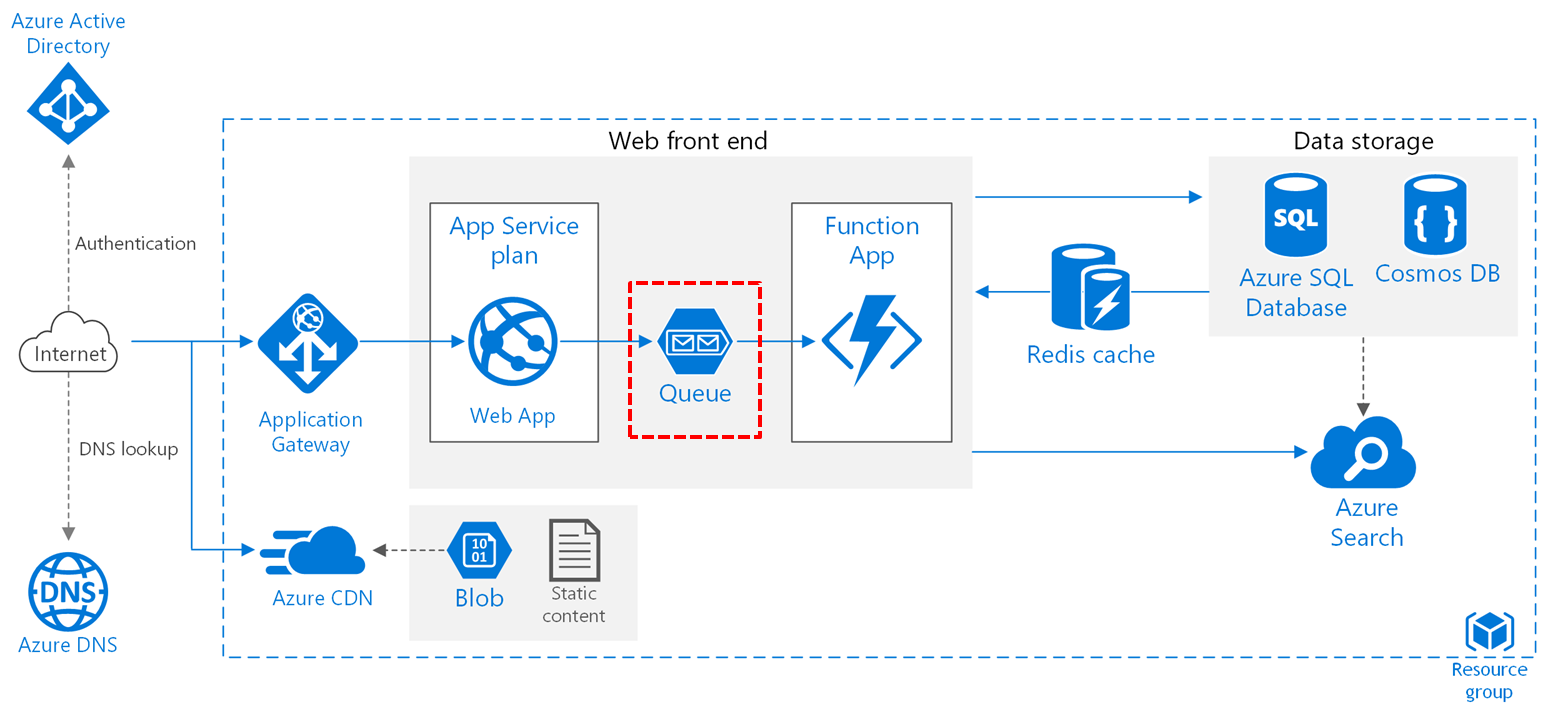 Azure Active
Directory
Authentication
Internet
DNS lookup
DNS
Azure DNS
Web front end
Data storage
App Service
plan
Web App
Queue
Function
App
Application
Gateway
Azure CDN
10
01
Blob
Static
content
Redis cache
SQL
Azure SQL
Database
{ }
Cosmos DB
Azure
Search
Resource
group